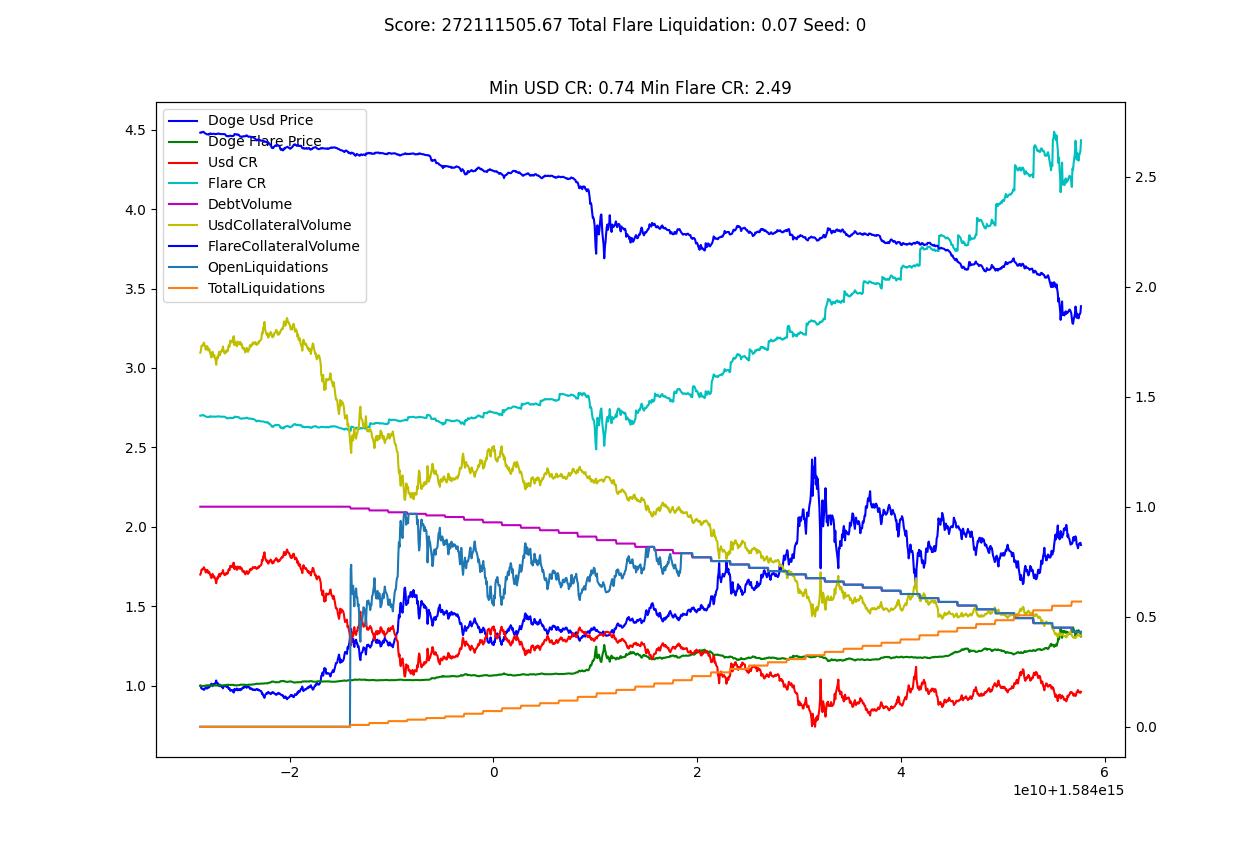 Score: 272111505.67 Total Flare Liquidation: 0.07 Seed: 0
Min USD CR: 0.74 Min Flare CR: 2.49
Doge Usd Price
Doge Flare Price
Usd CR
Flare CR
DebtVolume
UsdCollateralVolume
FlareCollateralVolume
OpenLiquidations
TotalLiquidations
4.5
4.0
3.5
3.0
2.5
2.0
1.5
1.0
2.5
2.0
1.5
1.0
0.5
0.0
−2 0 2 4 6
1e10+1.584e15